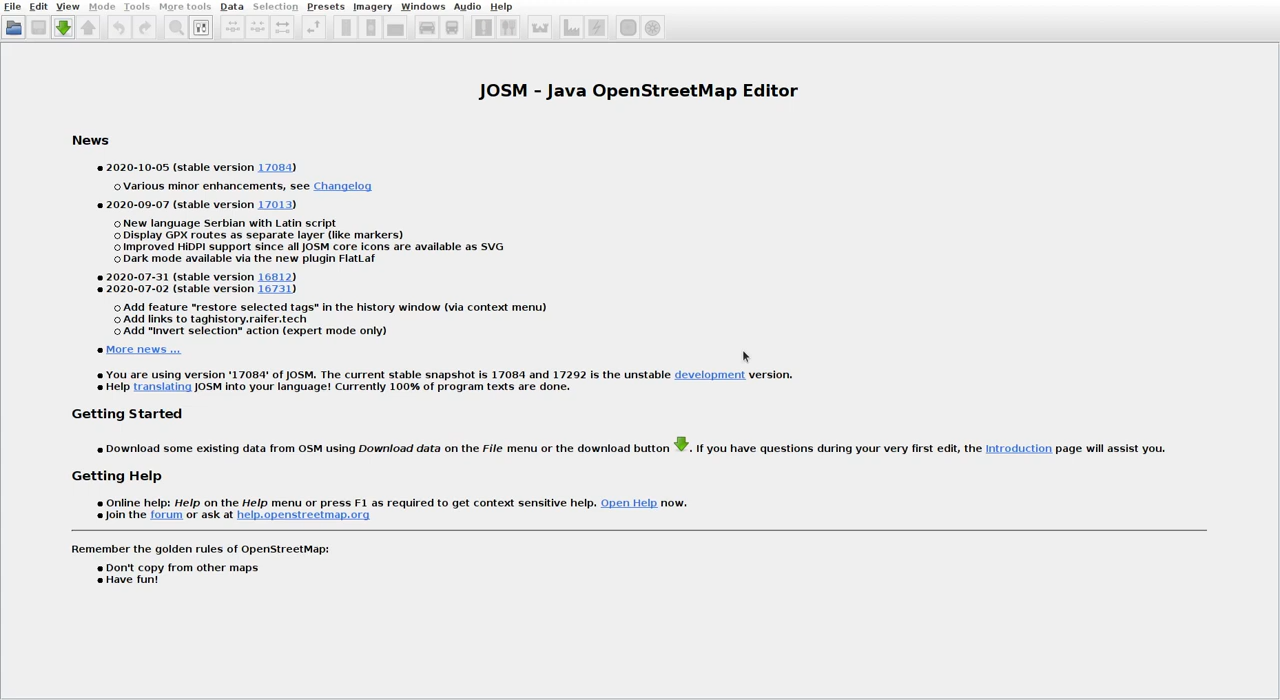 File Edit View Mode Tools More tools Data Selection Presets Imagery Windows Audio Help
JOSM – Java OpenStreetMap Editor
News
2020-10-05 (stable version 17084)
Various minor enhancements, see Changelog
2020-09-07 (stable version 17013)
New language Serbian with Latin script
Display GPX routes as separate layer (like markers)
Improved HiDPI support since all JOSM core icons are available as SVG
Dark mode available via the new plugin FlatLaf
2020-07-31 (stable version 16812)
2020-07-02 (stable version 16731)
Add feature "restore selected tags" in the history window (via context menu)
Add links to taghistory.raifer.tech
Add "Invert selection" action (expert mode only)
More news ...
You are using version '17084' of JOSM. The current stable snapshot is 17084 and 17292 is the unstable development version.
Help translating JOSM into your language! Currently 100% of program texts are done.
Getting Started
Download some existing data from OSM using Download data on the File menu or the download button . If you have questions during your very first edit, the Introduction page will assist you.
Getting Help
Online help: Help on the Help menu or press F1 as required to get context sensitive help. Open Help now.
Join the forum or ask at help.openstreetmap.org
Remember the golden rules of OpenStreetMap:
Don't copy from other maps
Have fun!